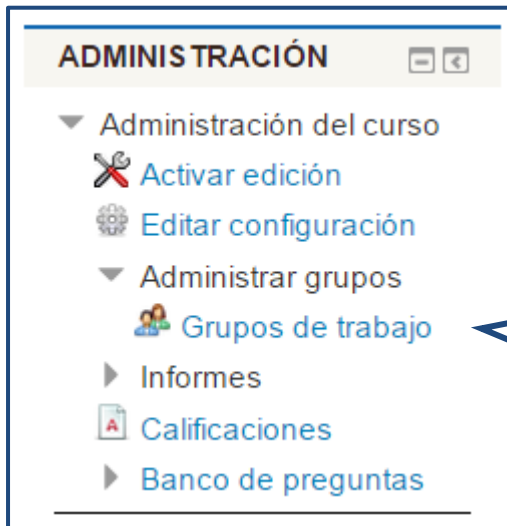 ADMINISTRACIÓN
Administración del curso
Activar edición
Editar configuración
Administrar grupos
Grupos de trabajo
Informes
A
Calificaciones
Banco de preguntas